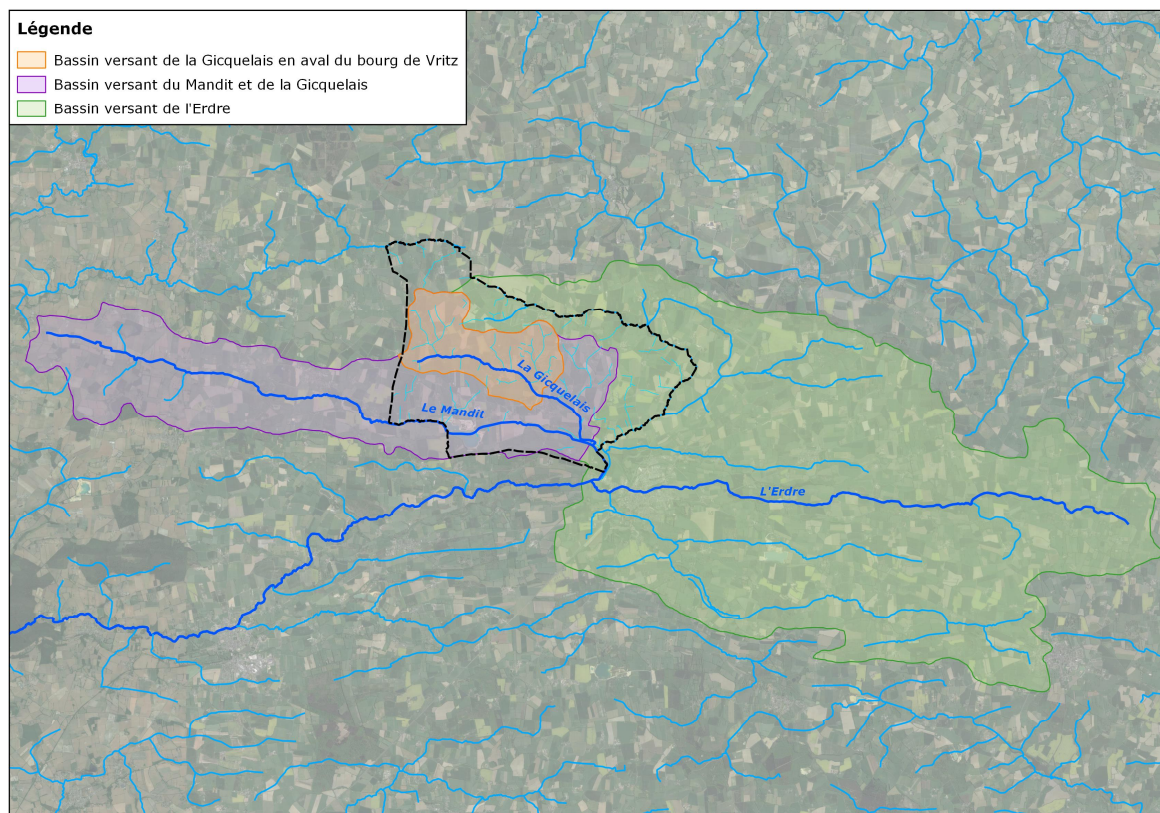 Légende
Bassin versant de la Gicquelais en aval du bourg de Vritz
Bassin versant du Mandit et de la Gicquelais
Bassin versant de l'Erdre
La Gicquelais
Le Mandit
L'Erdre